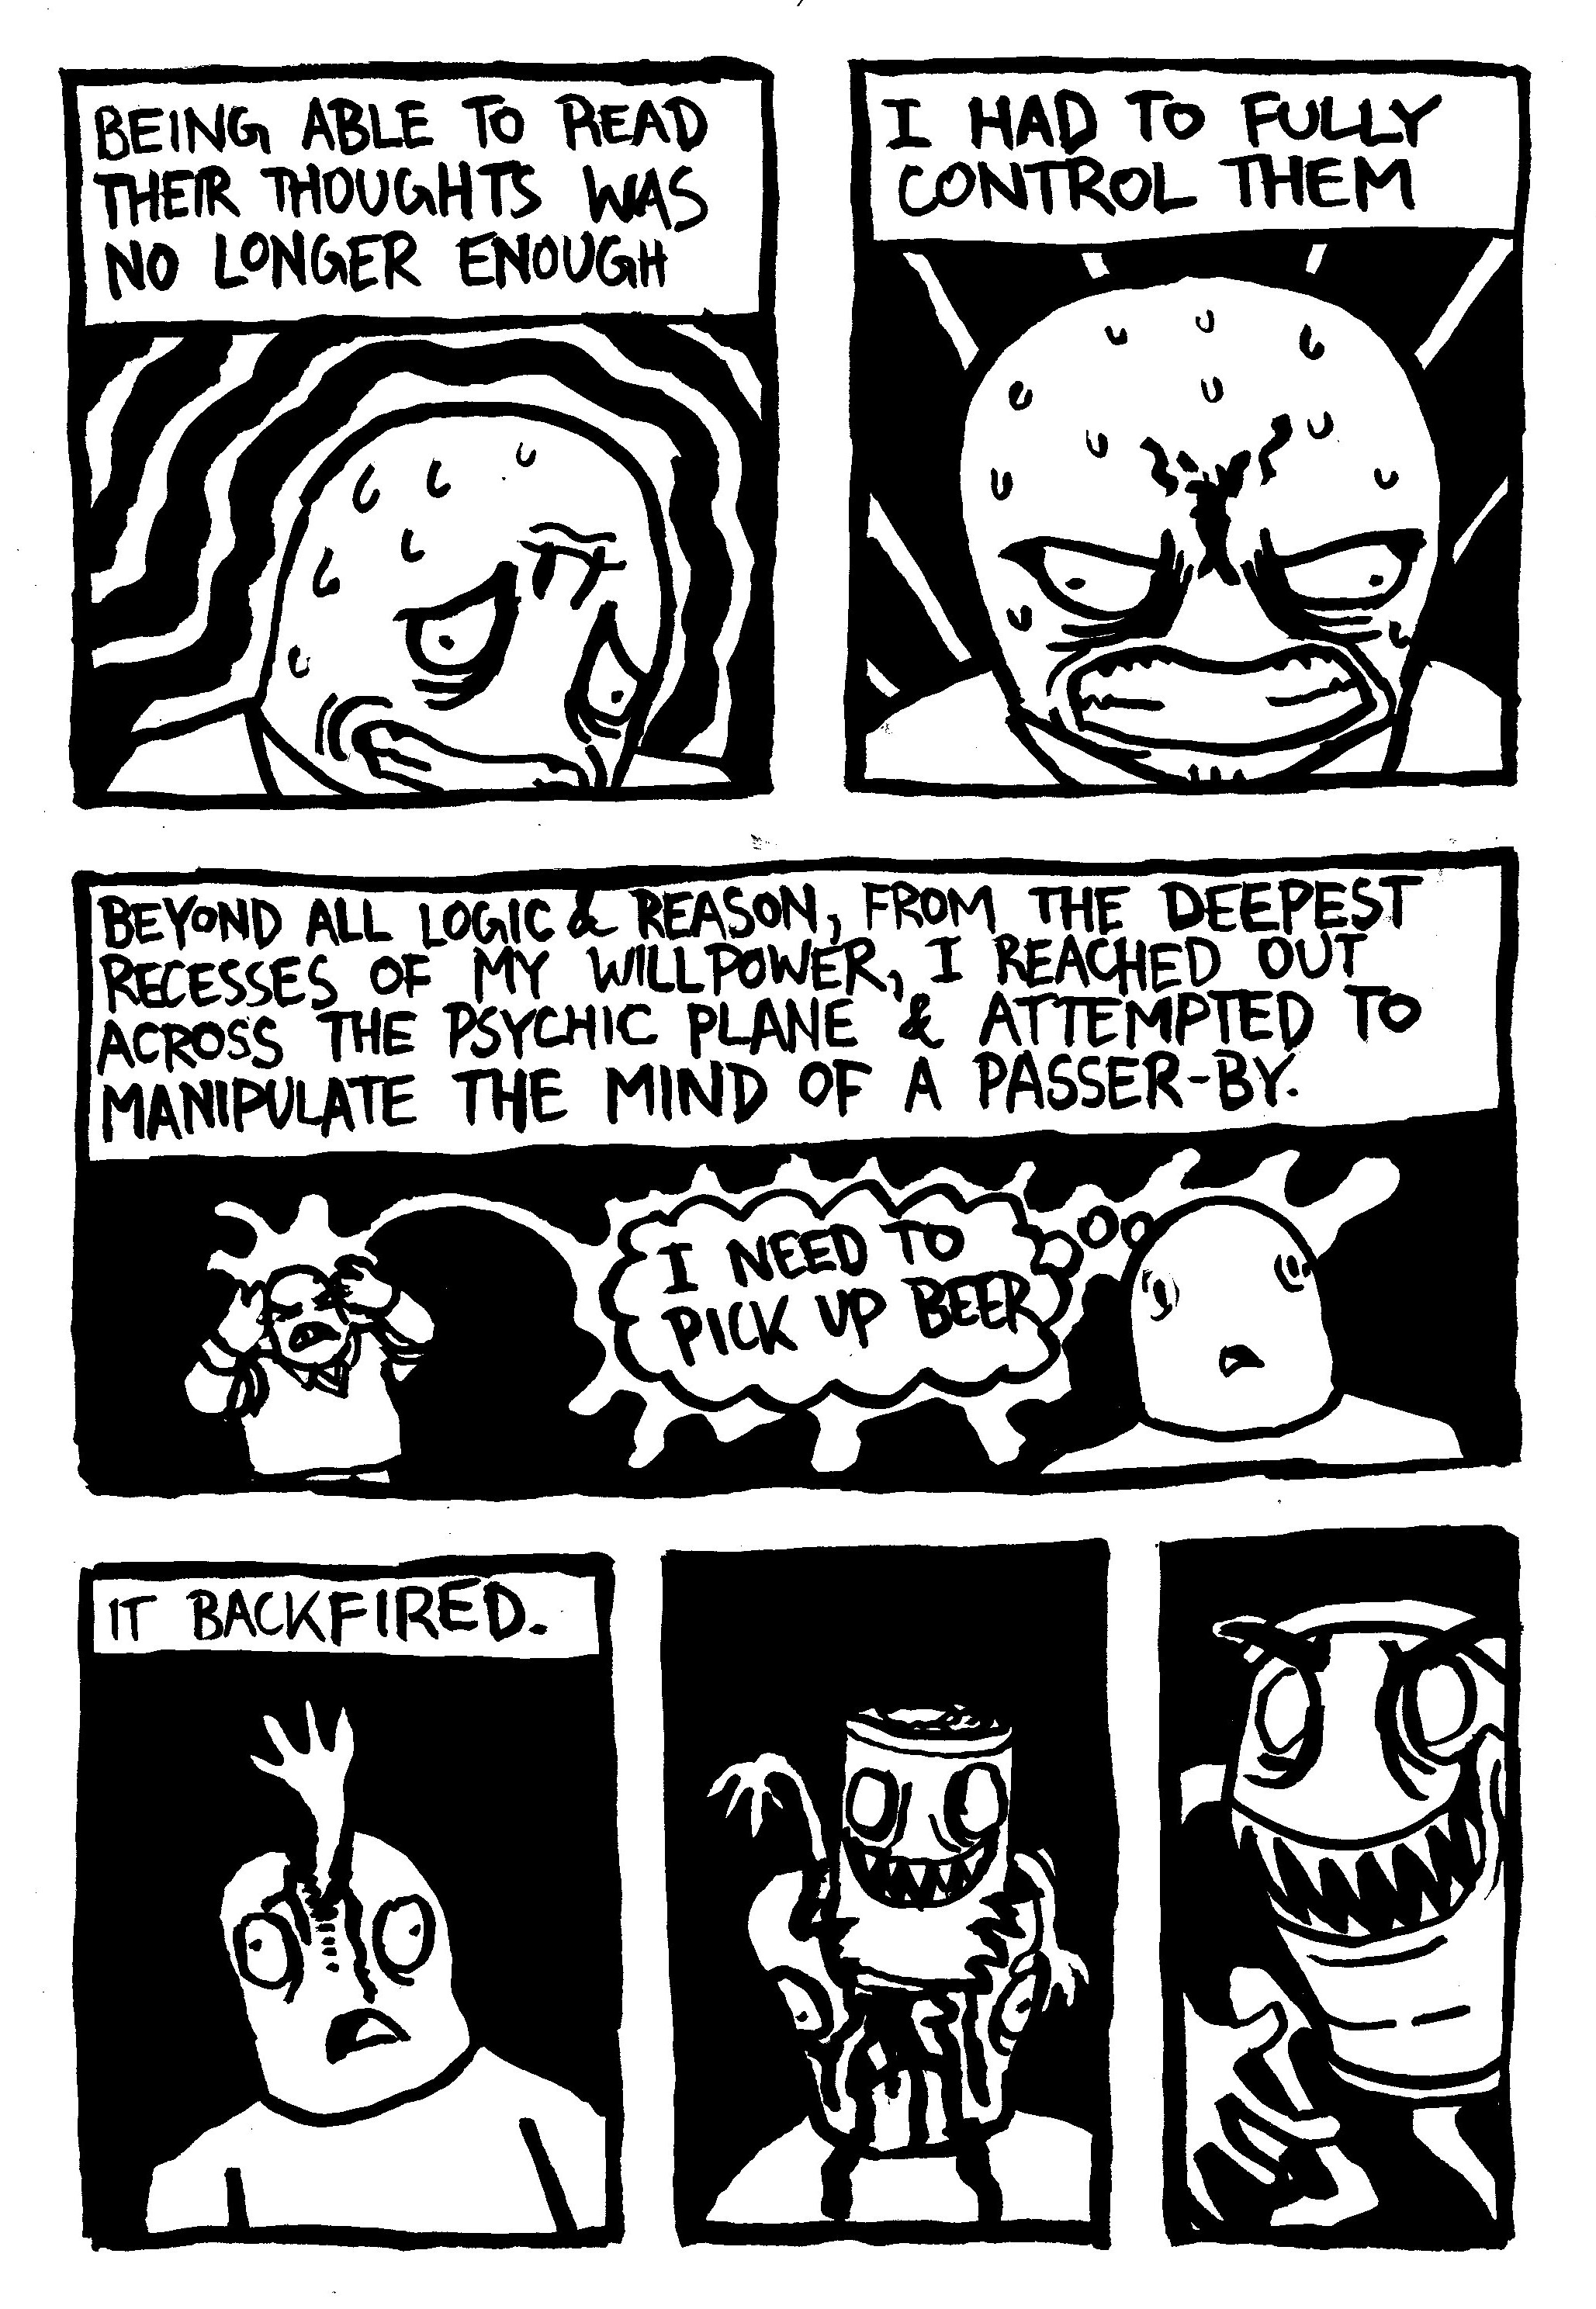 BEING ABLE TO READ
THEIR THOUGHTS WAS
NO LONGER ENOUGH
I HAD TO FULLY
CONTROL THEM
BEYOND ALL LOGIC & REASON, FROM THE DEEPEST
RECESSES OF MY WILLPOWER, I REACHED OUT
ACROSS THE PSYCHIC PLANE & ATTEMPTED TO
MANIPULATE THE MIND OF A PASSER-BY.
I NEED TO
PICK UP BEER
IT BACKFIRED.